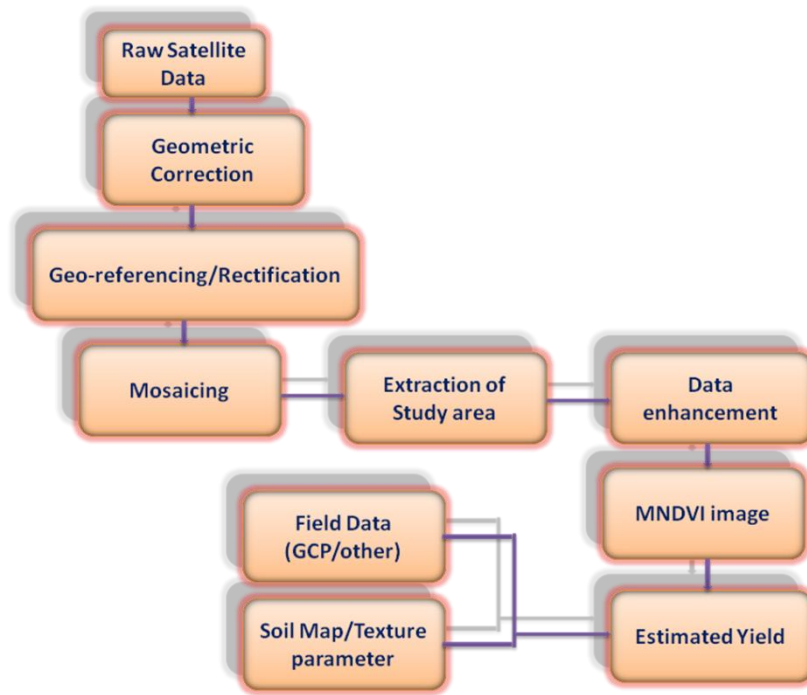 Raw Satellite
Data
Geometric
Correction
Geo-referencing/Rectification
Mosaicing
Extraction of
Study area
Data
enhancement
MNDVI image
Field Data
(GCP/other)
Soil Map/Texture
parameter
Estimated Yield